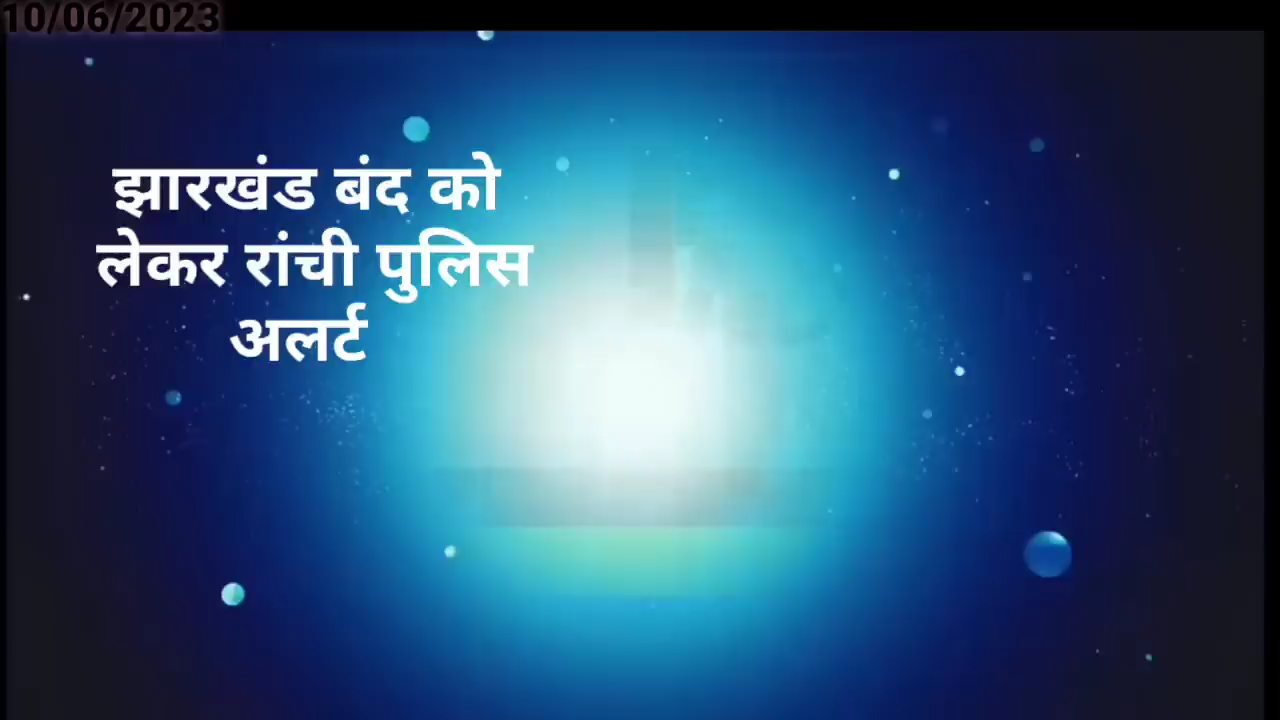 10/06/2023
झारखंड बंद को
लेकर रांची पुलिस
अलर्ट